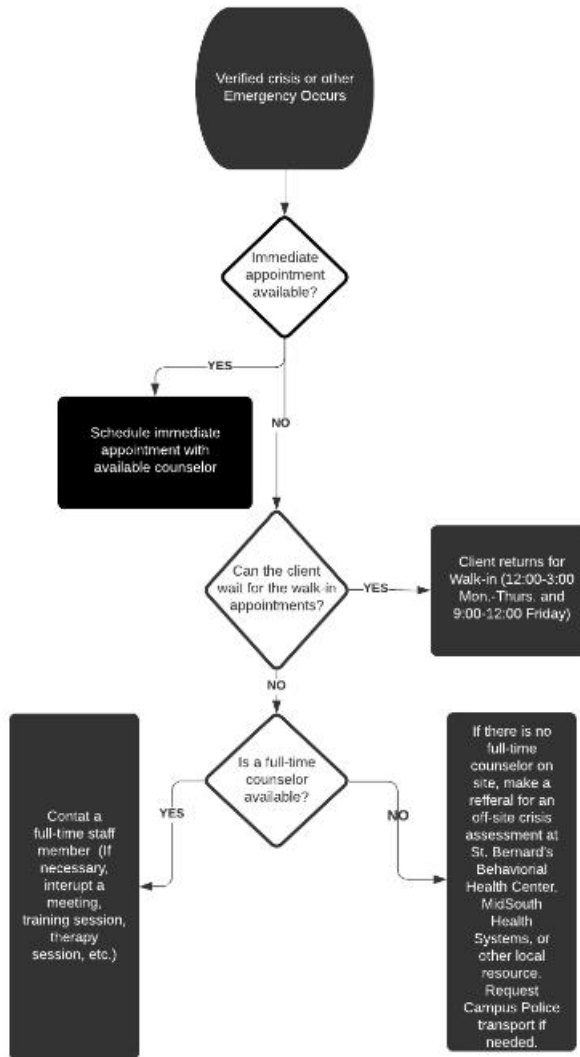 Verified crisis or other
Emergency Occurs
Immediate
appointment
available?
YES
Schedule immediate
appointment with
available counselor
NO
Can the client
wait for the walk-in
appointments?
YES
Client returns for
Walk-in (12:00-3:00
Mon.-Thurs. and
9:00-12:00 Friday)
NO
Is a full-time
counselor
available?
YES
Contat a
full-time staff
member (If
necessary,
interupt a
meeting,
training session,
therapy
session, etc.)
NO
If there is no
full-time
counselor on
site, make a
refferal for an
off-site crisis
assessment at
St. Bernard's
Behaviorial
Health Center,
MidSouth
Health
Systems, or
other local
resource.
Request
Campus Police
transport if
needed.